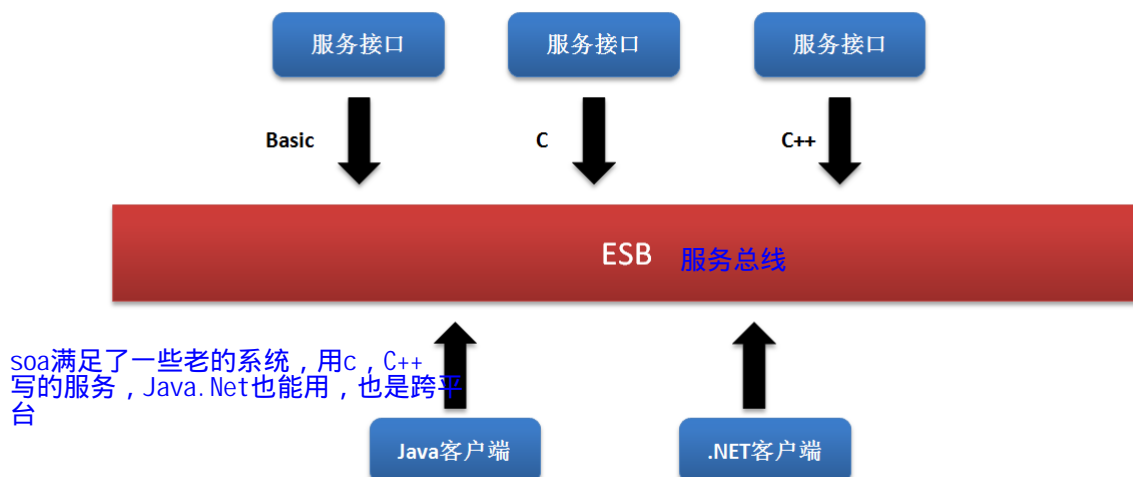 服务接口
服务接口
服务接口
Basic
C
C++
ESB 服务总线
soa满足了一些老的系统，用c，C++
写的服务，Java.Net也能用，也是跨平
台
Java客户端
.NET客户端